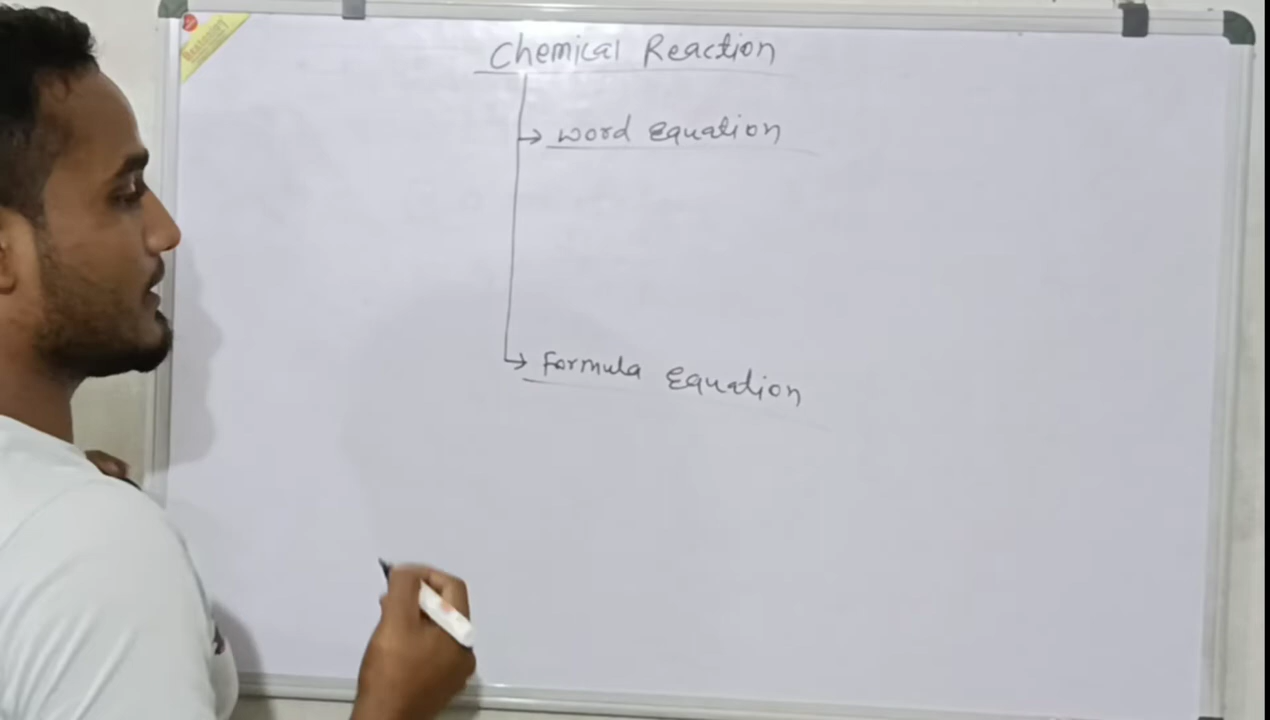 Chemical Reaction
→ word Equation
→ Formula Equation